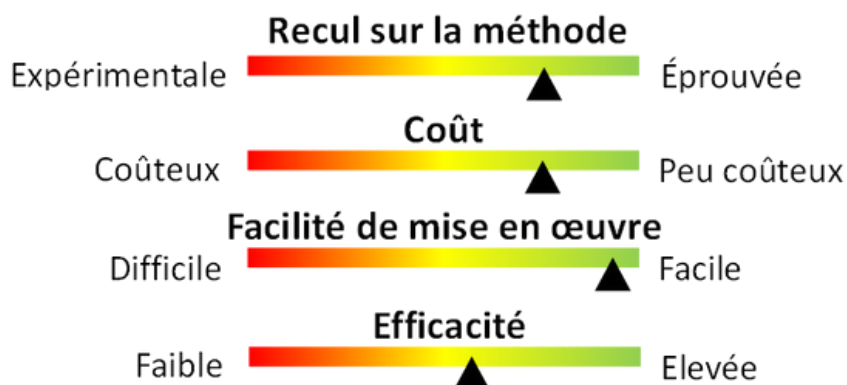 Recul sur la méthode
Expérimentale Éprouvée
Coût
Coûteux Peu coûteux
Facilité de mise en œuvre
Difficile Facile
Efficacité
Faible Elevée